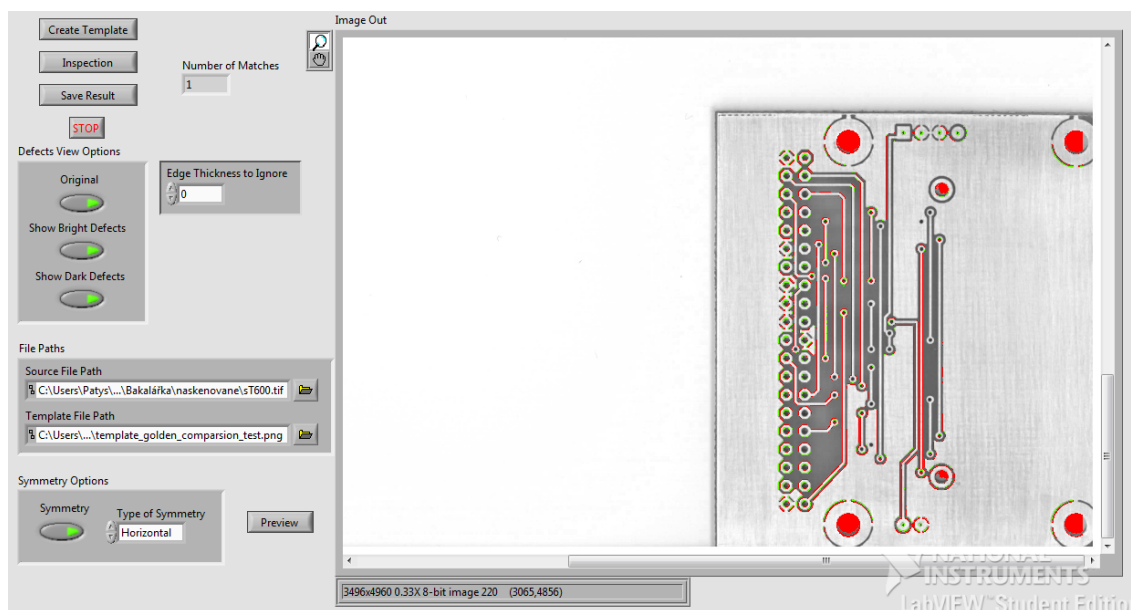 Create Template
Inspection
Save Result
STOP
Number of Matches
1
Defects View Options
Original
Show Bright Defects
Show Dark Defects
Edge Thickness to Ignore
0
File Paths
Source File Path
C:\Users\Patys\...\Bakalářka\naskenovane\sT600.tif
Template File Path
C:\Users\...\template_golden_comparsion_test.png
Symmetry Options
Symmetry
Type of Symmetry
Horizontal
Preview
Image Out
3496x4960 0.33X 8-bit image 220 (3065,4856)
NATIONAL
INSTRUMENTS
LabVIEW™ Student Editio